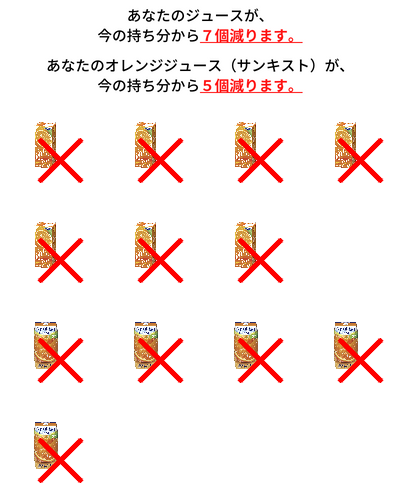 あなたのジュースが、
今の持ち分から７個減ります。
あなたのオレンジジュース（サンキスト）が、
今の持ち分から５個減ります。